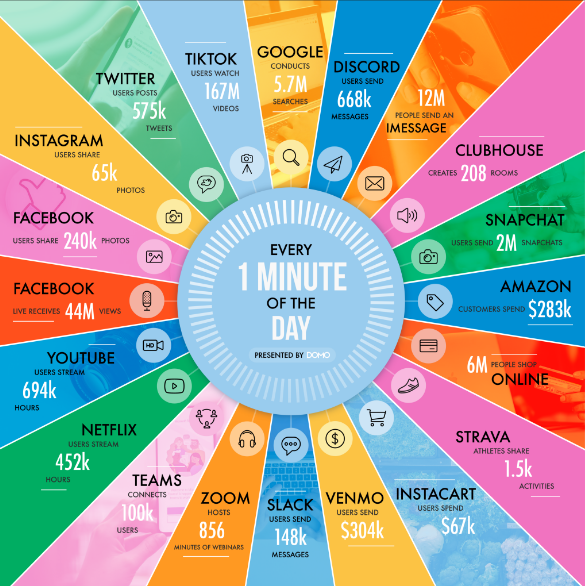 GOOGLE
CONDUCTS
5.7M
SEARCHES
DISCORD
USERS SEND
668k
MESSAGES
12M
PEOPLE SEND AN
IMESSAGE
CLUBHOUSE
CREATES 208 ROOMS
SNAPCHAT
USERS SEND 2M SNAPCHATS
AMAZON
CUSTOMERS SPEND $283k
6M PEOPLE SHOP
ONLINE
STRAVA
ATHLETES SHARE
1.5k
ACTIVITIES
INSTACART
USERS SPEND
$67k
VENMO
USERS SEND
$304k
SLACK
USERS SEND
148k
MESSAGES
ZOOM
HOSTS
856
MINUTES OF WEBINARS
TEAMS
CONNECTS
100k
USERS
NETFLIX
USERS STREAM
452k
HOURS
YOUTUBE
USERS STREAM
694k
HOURS
FACEBOOK
LIVE RECEIVES 44M VIEWS
FACEBOOK
USERS SHARE 240k PHOTOS
INSTAGRAM
USERS SHARE
65k
PHOTOS
TWITTER
USERS POSTS
575k
TWEETS
TIKTOK
USERS WATCH
167M
VIDEOS
EVERY
1 MINUTE
OF THE
DAY
PRESENTED BY DOMO
HD